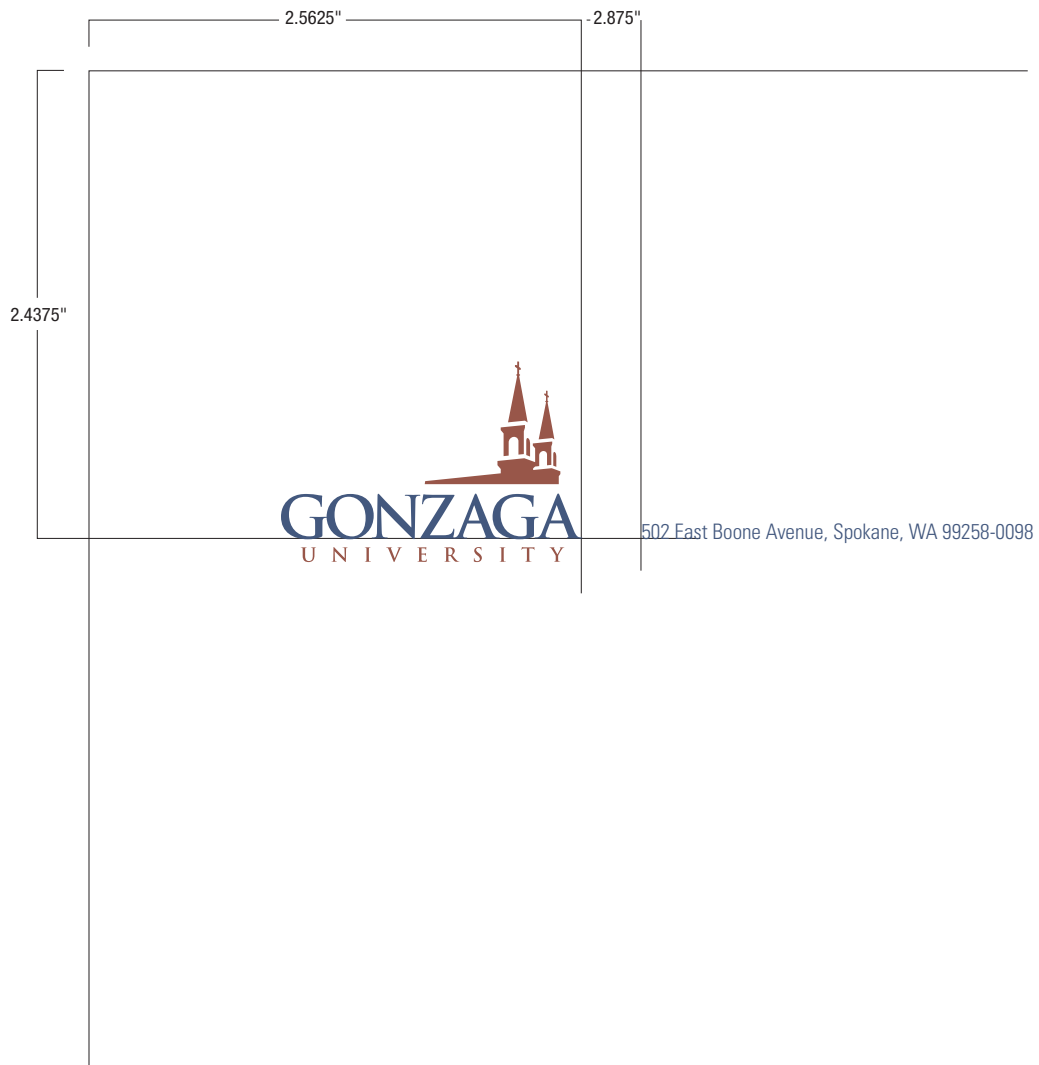 2.5625" 2.875"
2.4375"
GONZAGA
UNIVERSITY
502 East Boone Avenue, Spokane, WA 99258-0098